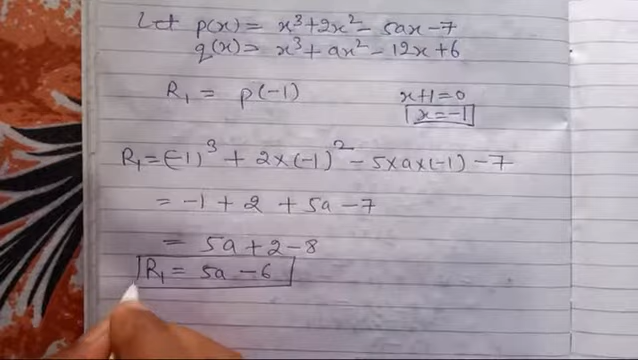 Let p(x) = x³+2x²-5ax-7
q(x) = x³+ax²-12x+6
R₁ = p(-1)
x+1=0
x=-1
R₁=(-1)³ + 2×(-1)² -5×a×(-1) -7
= -1+2 +5a-7
= 5a+2-8
R₁ = 5a-6